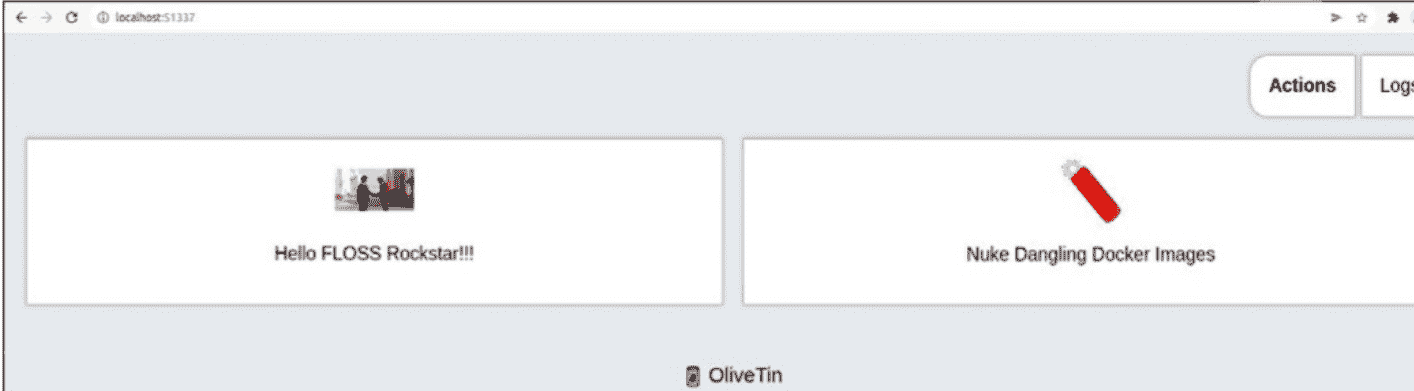 localhost:51337
Actions Logs
Hello FLOSS Rockstar!!! Nuke Dangling Docker Images
OliveTin